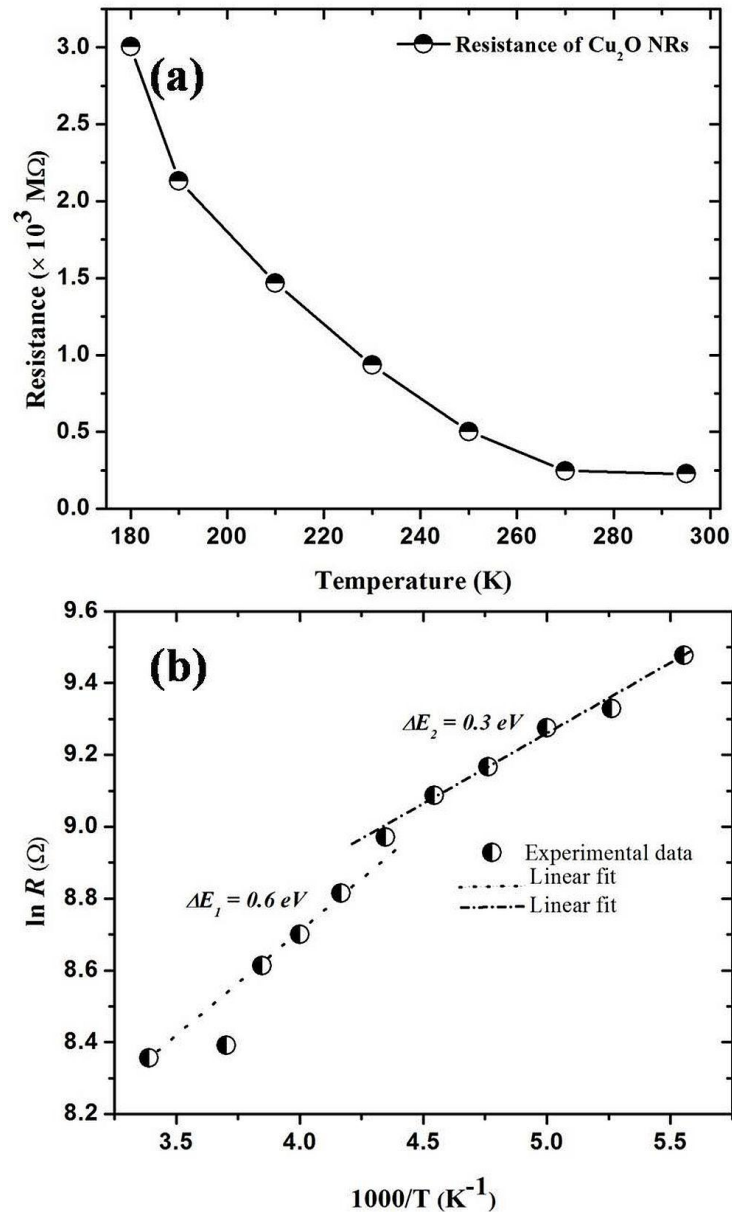 (a)
Resistance of Cu₂O NRs
Resistance (× 10³ MΩ)
3.0
2.5
2.0
1.5
1.0
0.5
0.0
180 200 220 240 260 280 300
Temperature (K)
(b)
ln R (Ω)
9.6
9.4
9.2
9.0
8.8
8.6
8.4
8.2
ΔE₂ = 0.3 eV
Experimental data
Linear fit
Linear fit
ΔE₁ = 0.6 eV
3.5 4.0 4.5 5.0 5.5
1000/T (K⁻¹)